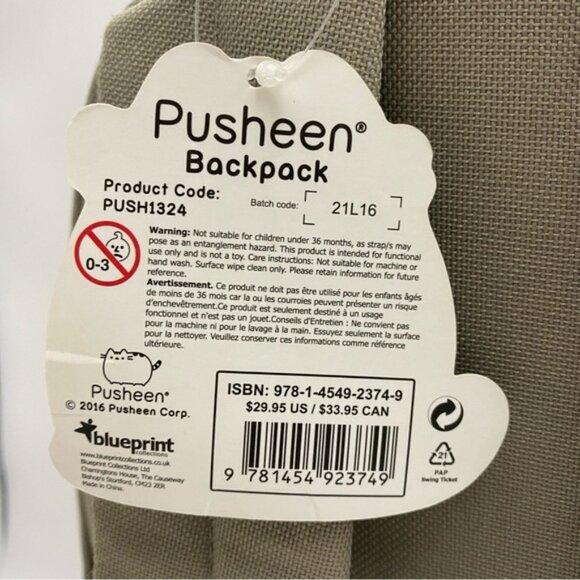 Pusheen®
Backpack
Product Code:
PUSH1324
Batch code: 21L16
0-3
Warning: Not suitable for children under 36 months, as strap/s may
pose as an entanglement hazard. This product is intended for functional
use only and is not a toy. Care instructions: Not suitable for machine or
hand wash. Surface wipe clean only. Please retain information for future
reference.
Avertissement. Ce produit ne doit pas être utilisé pour les enfants âgés
de moins de 36 mois car la ou les courroies peuvent présenter un risque
d'enchevêtrement.Ce produit est seulement destiné à un usage
fonctionnel et n'est pas un jouet.Conseils d'Entretien : Ne convient pas
pour la machine ni pour le lavage à la main. Essuyez seulement la surface
pour la nettoyer. Veuillez conserver ces informations comme référence
ultérieure.
Pusheen®
© 2016 Pusheen Corp.
blueprint
collections
www.blueprintcollections.co.uk
Blueprint Collections Ltd
Charringtons House, The Causeway
Bishop's Stortford, CM23 2ER
Made in China.
ISBN: 978-1-4549-2374-9
$29.95 US / $33.95 CAN
9 781454 923749
21
PAP
Swing Ticket